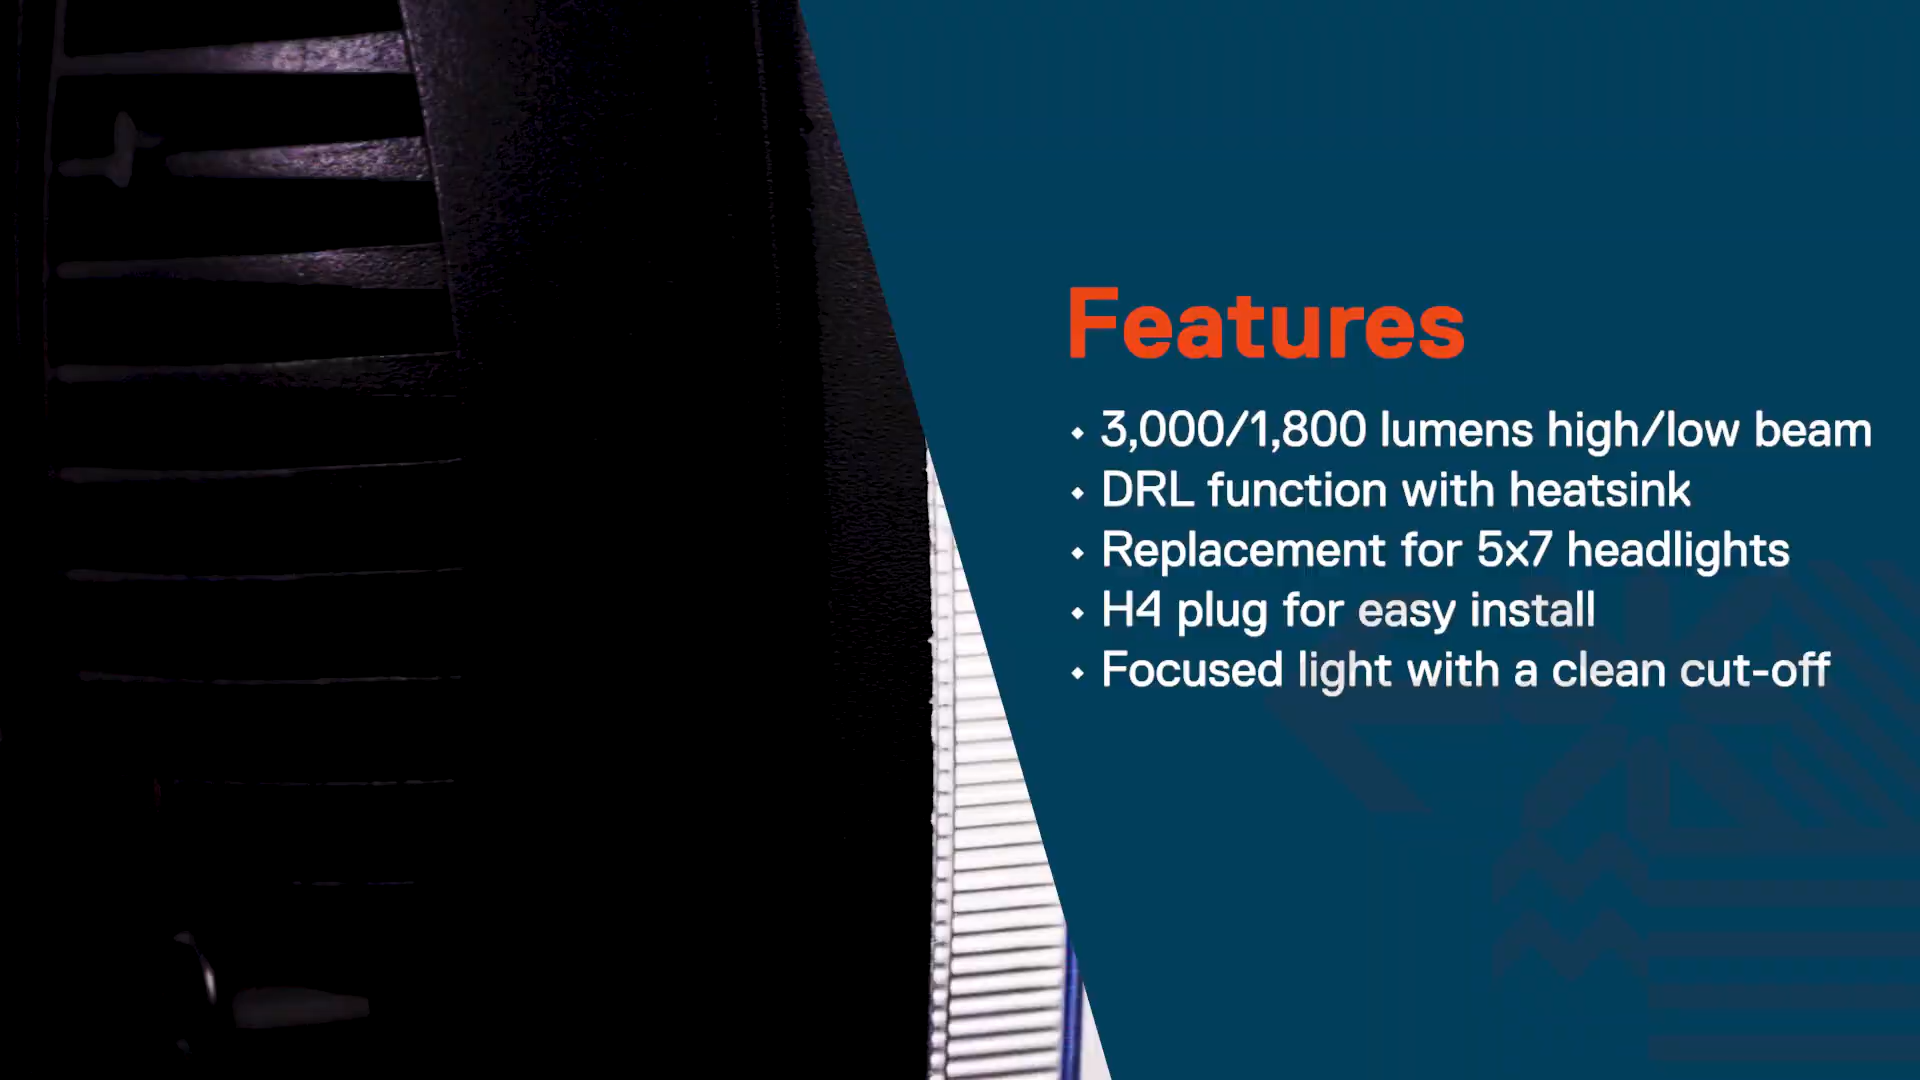 Features
• 3,000/1,800 lumens high/low beam
• DRL function with heatsink
• Replacement for 5x7 headlights
• H4 plug for easy install
• Focused light with a clean cut-off